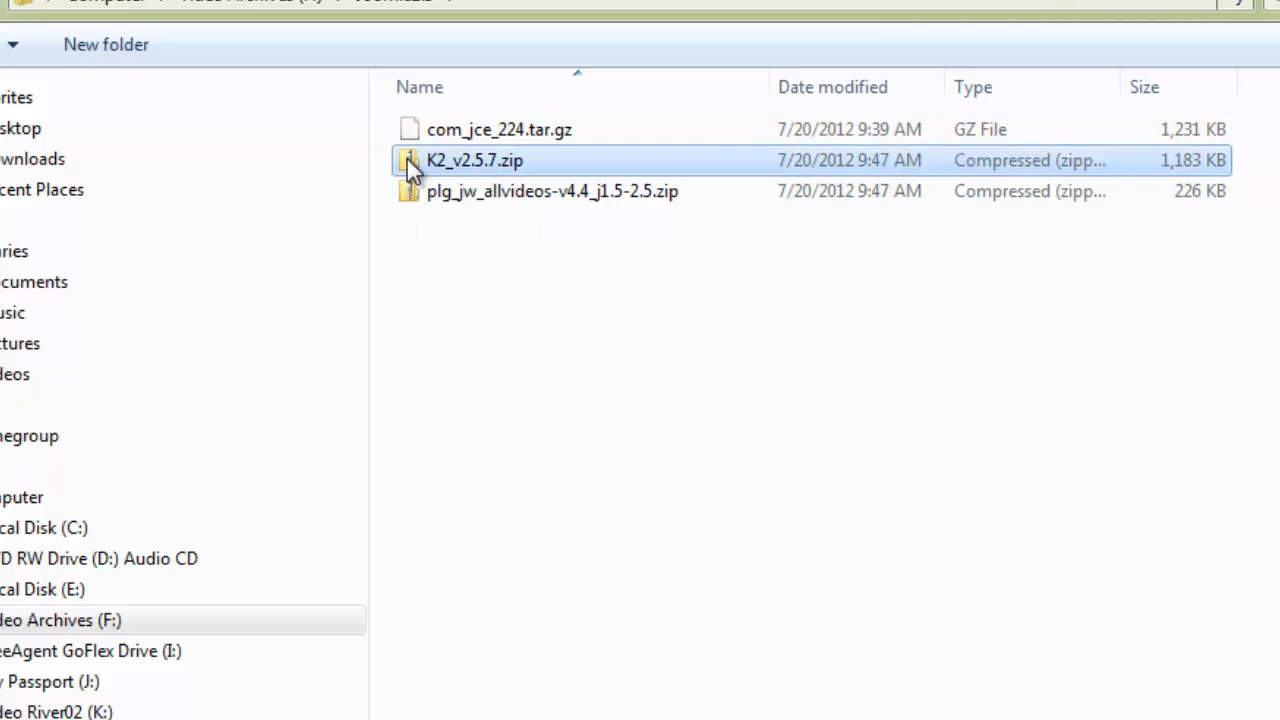 New folder
Name Date modified Type Size
rites
com_jce_224.tar.gz 7/20/2012 9:39 AM GZ File 1,231 KB
sktop
K2_v2.5.7.zip 7/20/2012 9:47 AM Compressed (zipp... 1,183 KB
wnloads
plg_jw_allvideos-v4.4_j1.5-2.5.zip 7/20/2012 9:47 AM Compressed (zipp... 226 KB
cent Places
ries
cuments
usic
tures
deos
negroup
nputer
cal Disk (C:)
D RW Drive (D:) Audio CD
cal Disk (E:)
deo Archives (F:)
eeAgent GoFlex Drive (I:)
y Passport (J:)
deo River02 (K:)